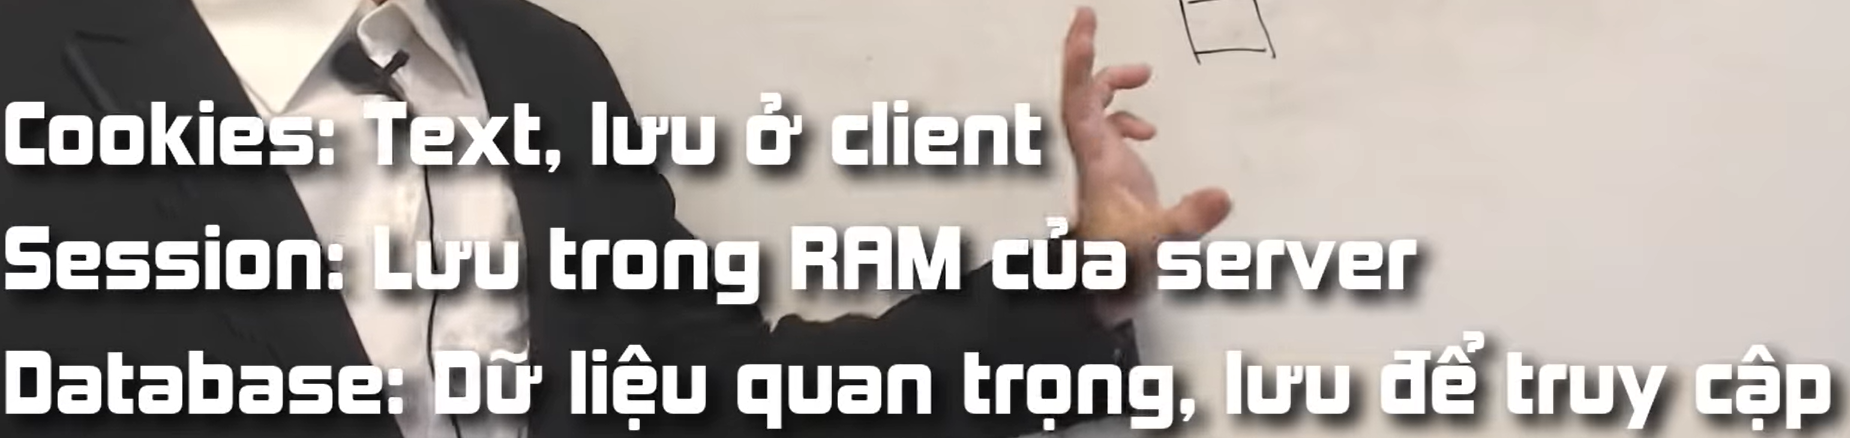 Cookies: Text, lưu ở client
Session: Lưu trong RAM của server
Database: Dữ liệu quan trọng, lưu để truy cập